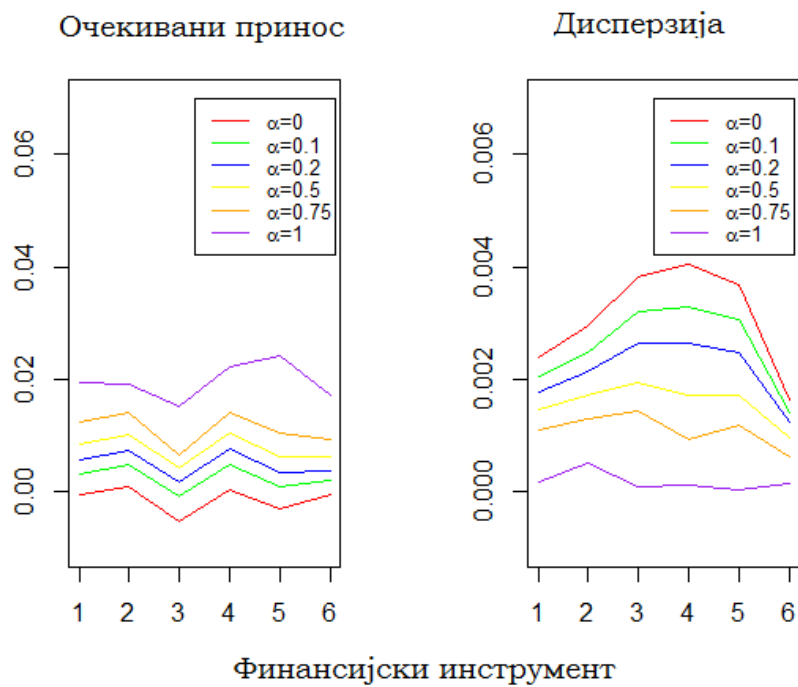 Очекивани принос
Дисперзија
0.06
0.04
0.02
0.00
α=0
α=0.1
α=0.2
α=0.5
α=0.75
α=1
1 2 3 4 5 6
0.006
0.004
0.002
0.000
α=0
α=0.1
α=0.2
α=0.5
α=0.75
α=1
1 2 3 4 5 6
Финансијски инструмент